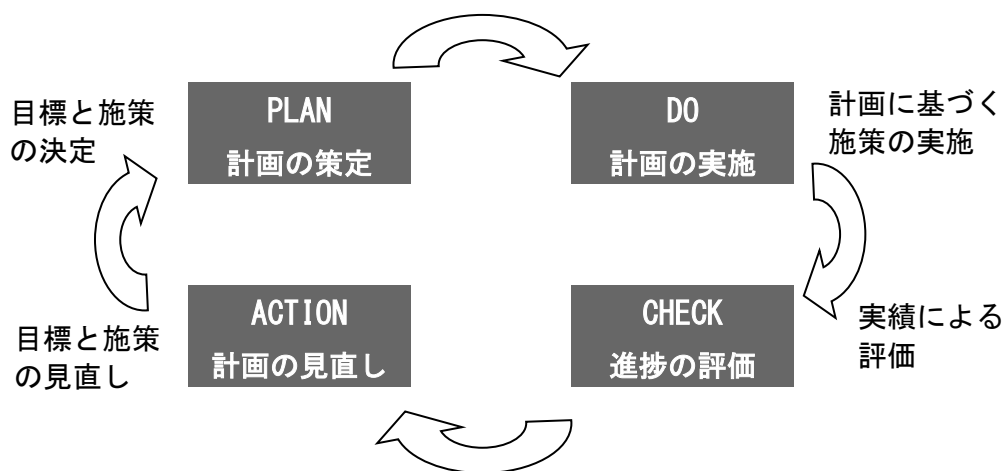 目標と施策
の決定
PLAN
計画の策定
DO
計画の実施
計画に基づく
施策の実施
目標と施策
の見直し
ACTION
計画の見直し
CHECK
進捗の評価
実績による
評価